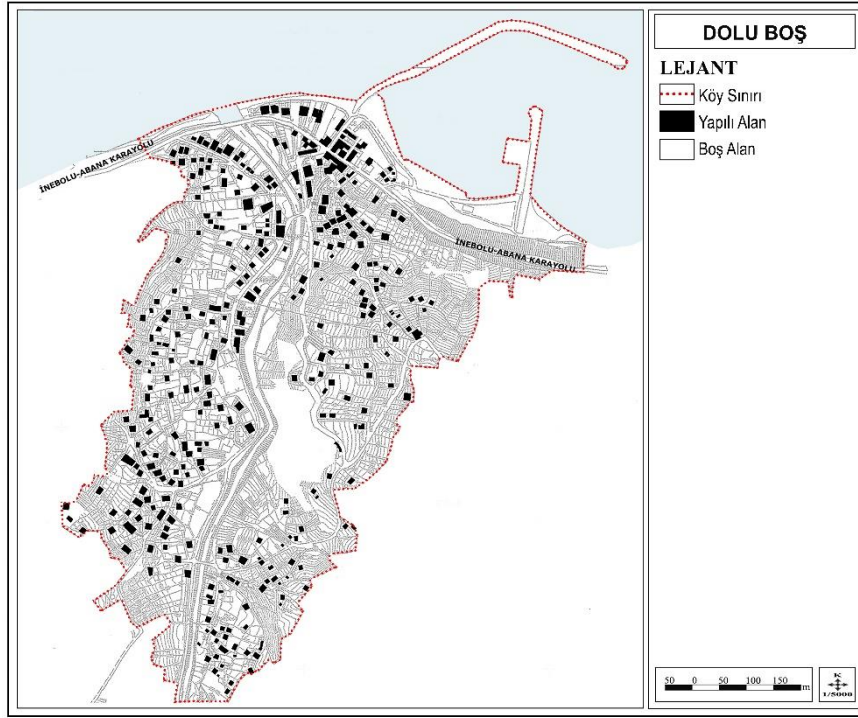 DOLU BOŞ
LEJANT
Köy Sınırı
Yapılı Alan
Boş Alan
İNEBOLU-ABANA KARAYOLU
İNEBOLU-ABANA KARAYOLU
50 0 50 100 150 m
K
1/5000